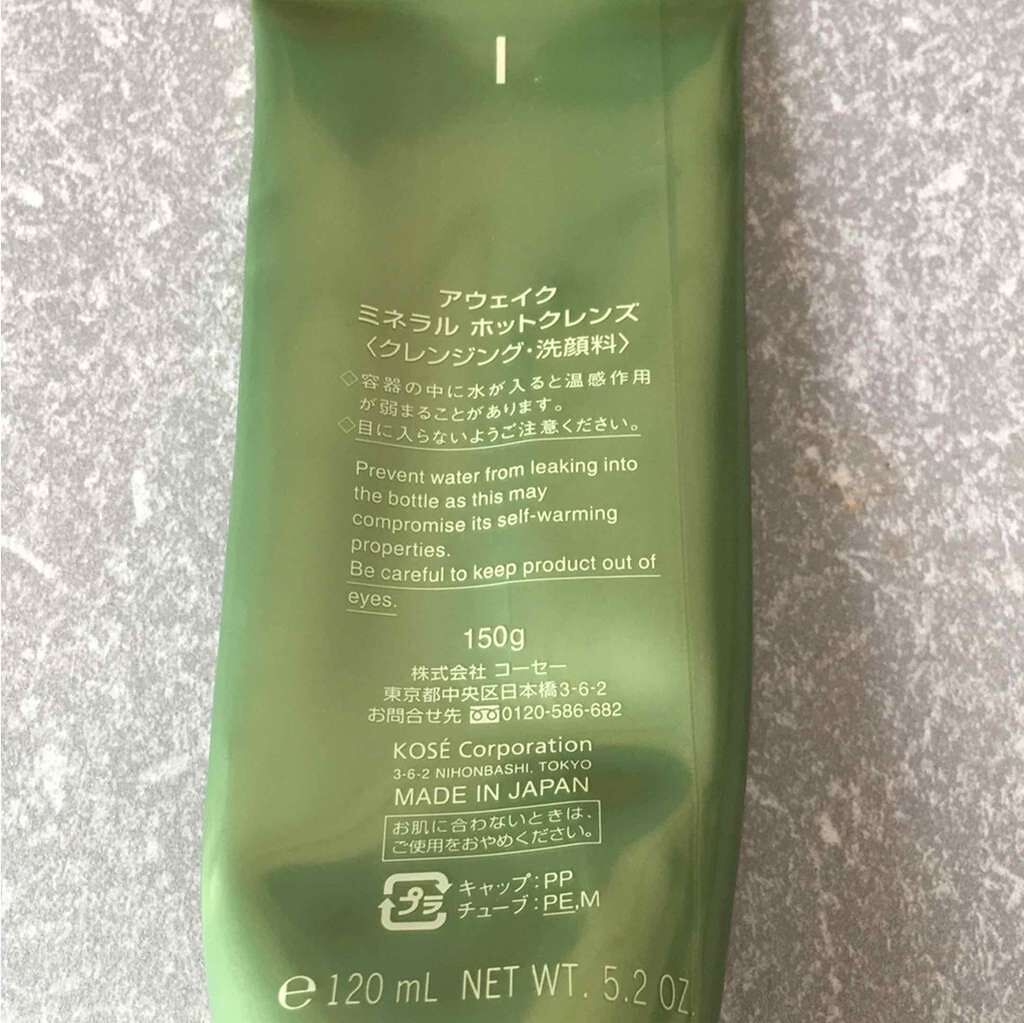 アウェイク
ミネラル ホットクレンズ
〈クレンジング・洗顔料〉
◇容器の中に水が入ると温感作用
が弱まることがあります。
◇目に入らないようご注意ください。
Prevent water from leaking into
the bottle as this may
compromise its self-warming
properties.
Be careful to keep product out of
eyes.
150g
株式会社 コーセー
東京都中央区日本橋3-6-2
お問合せ先 0120-586-682
KOSÉ Corporation
3-6-2 NIHONBASHI, TOKYO
MADE IN JAPAN
お肌に合わないときは、
ご使用をおやめください。
プラ
キャップ:PP
チューブ:PE,M
℮120 mL NET WT. 5.2 OZ.